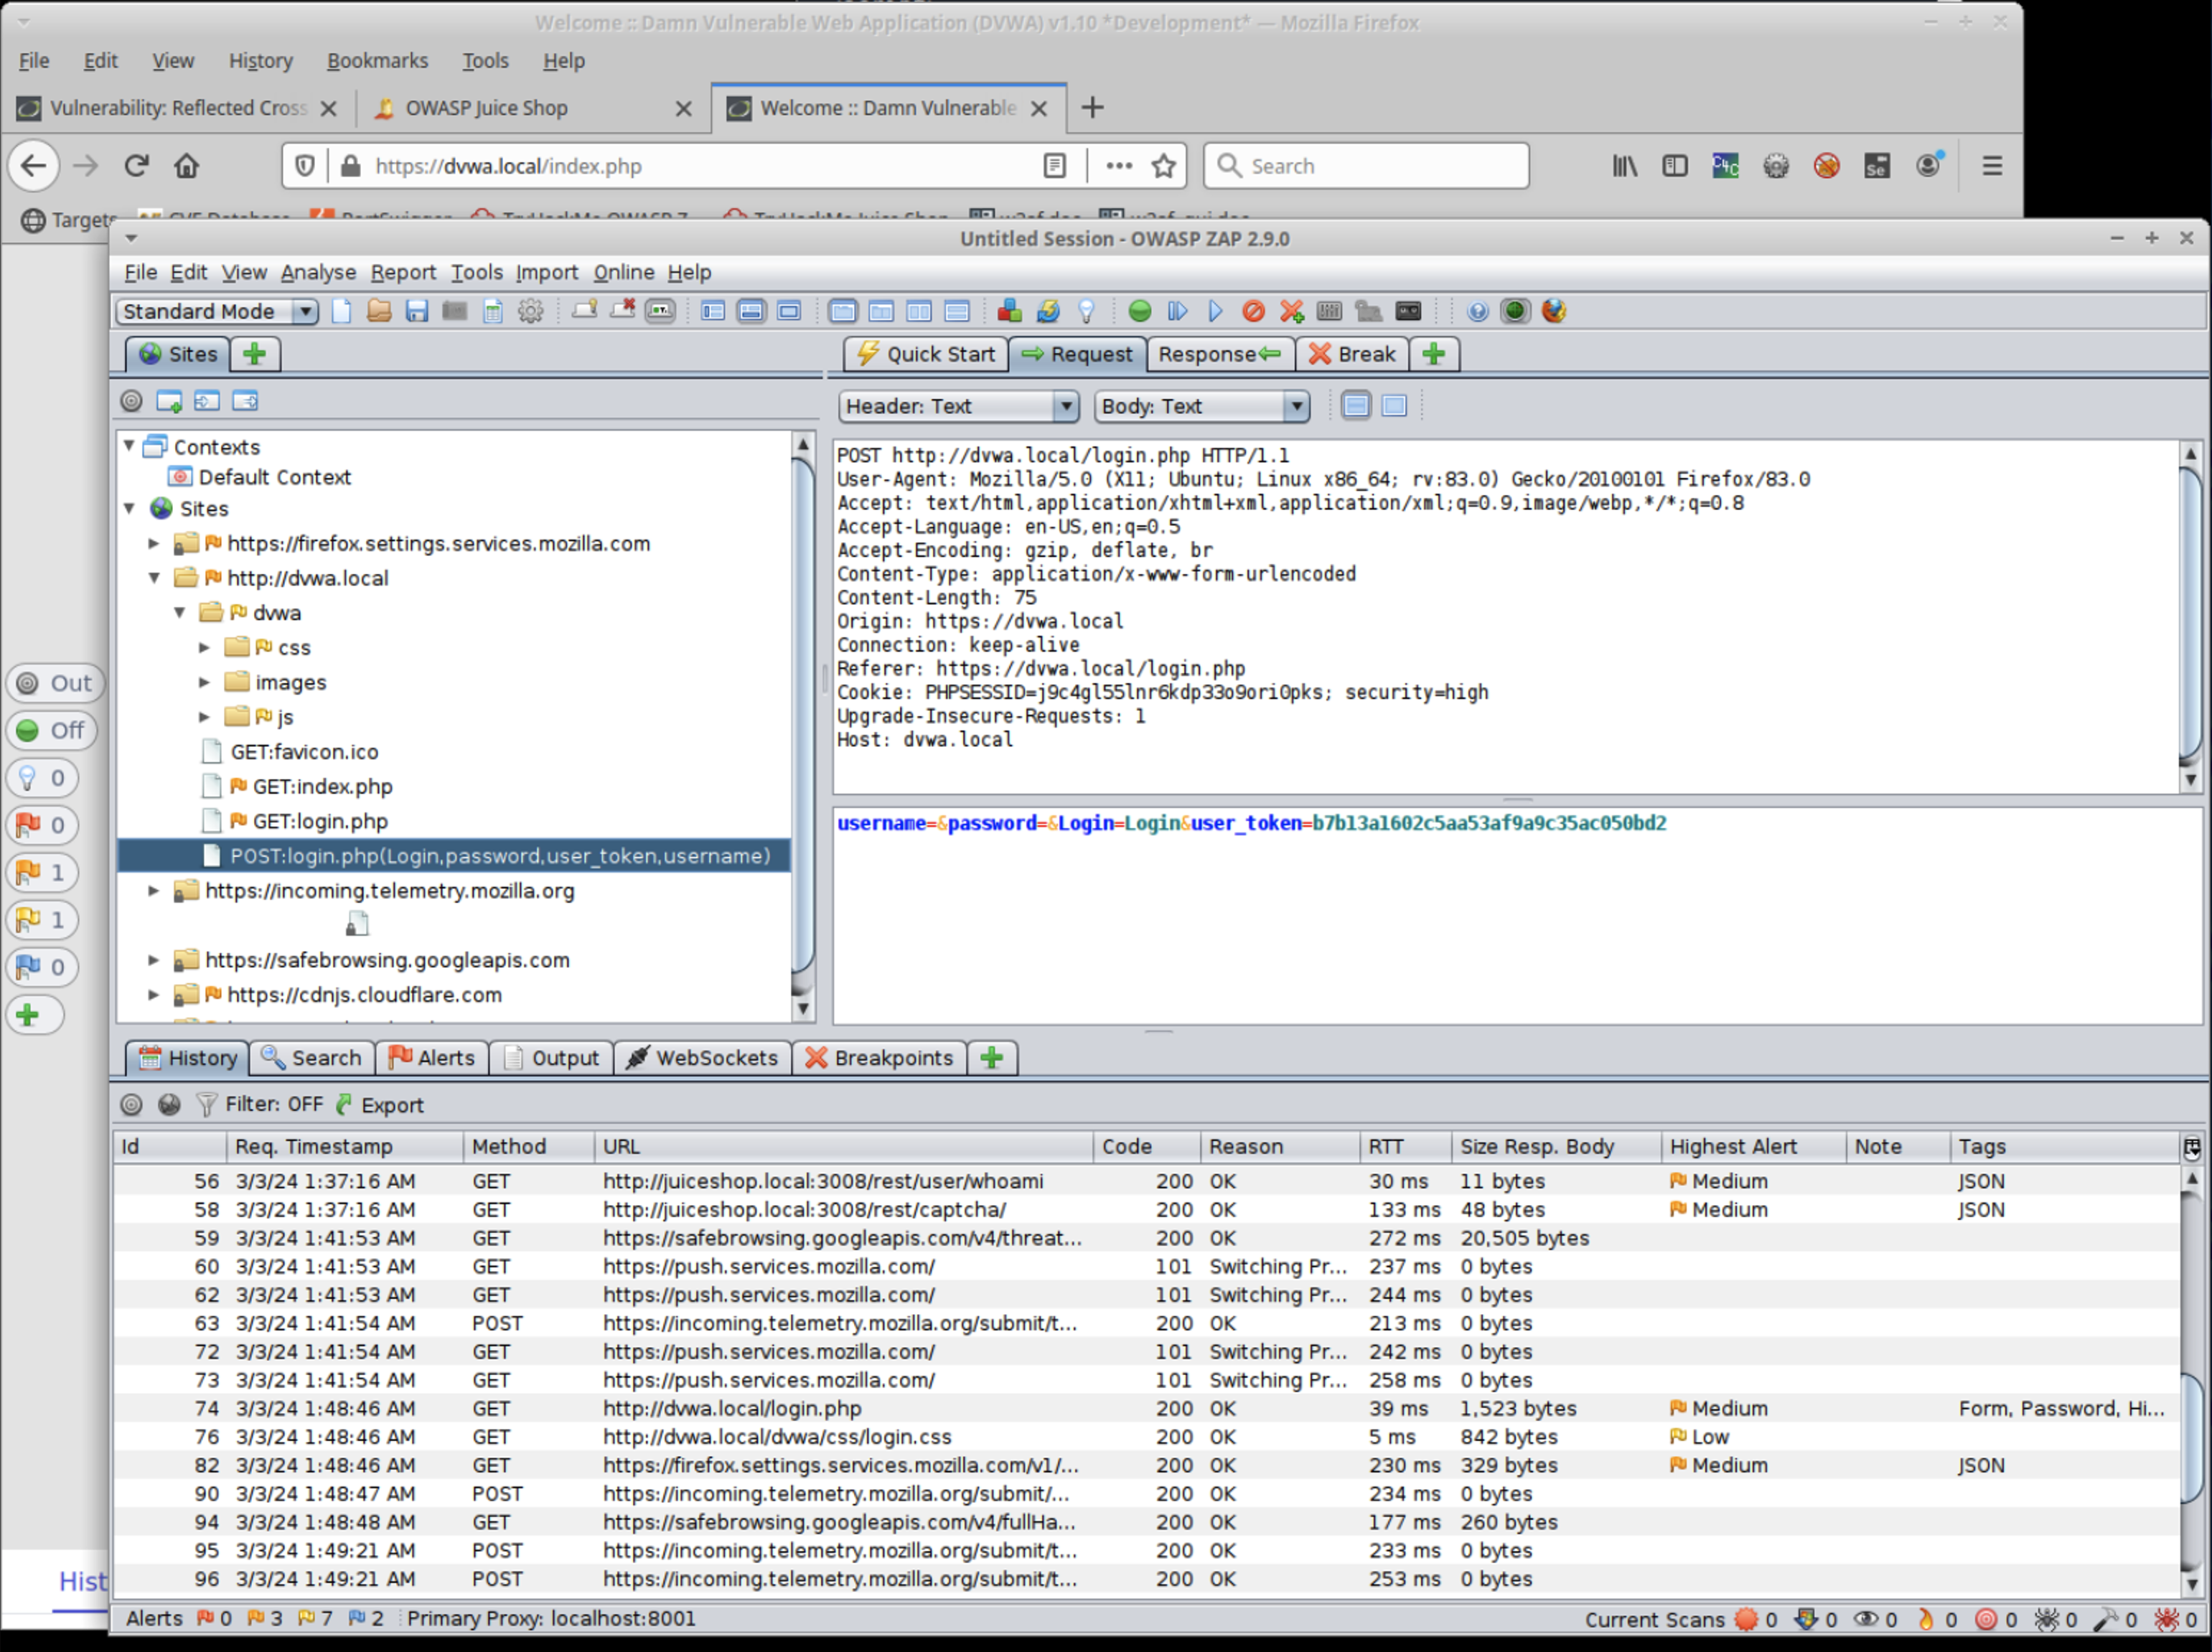 Welcome :: Damn Vulnerable Web Application (DVWA) v1.10 *Development* — Mozilla Firefox
File Edit View History Bookmarks Tools Help
Vulnerability: Reflected Cross
OWASP Juice Shop
Welcome :: Damn Vulnerable
https://dvwa.local/index.php
Search
Targets
Untitled Session - OWASP ZAP 2.9.0
File Edit View Analyse Report Tools Import Online Help
Standard Mode
Sites
Quick Start Request Response Break
Header: Text Body: Text
Contexts
Default Context
Sites
https://firefox.settings.services.mozilla.com
http://dvwa.local
dvwa
css
images
js
GET:favicon.ico
GET:index.php
GET:login.php
POST:login.php(Login,password,user_token,username)
https://incoming.telemetry.mozilla.org
https://safebrowsing.googleapis.com
https://cdnjs.cloudflare.com
POST http://dvwa.local/login.php HTTP/1.1
User-Agent: Mozilla/5.0 (X11; Ubuntu; Linux x86_64; rv:83.0) Gecko/20100101 Firefox/83.0
Accept: text/html,application/xhtml+xml,application/xml;q=0.9,image/webp,*/*;q=0.8
Accept-Language: en-US,en;q=0.5
Accept-Encoding: gzip, deflate, br
Content-Type: application/x-www-form-urlencoded
Content-Length: 75
Origin: https://dvwa.local
Connection: keep-alive
Referer: https://dvwa.local/login.php
Cookie: PHPSESSID=j9c4gl55lnr6kdp33o9ori0pks; security=high
Upgrade-Insecure-Requests: 1
Host: dvwa.local
username=&password=&Login=Login&user_token=b7b13a1602c5aa53af9a9c35ac050bd2
Out
Off
0
0
1
1
0
Hist
History Search Alerts Output WebSockets Breakpoints
Filter: OFF Export
Id Req. Timestamp Method URL Code Reason RTT Size Resp. Body Highest Alert Note Tags
56 3/3/24 1:37:16 AM GET http://juiceshop.local:3008/rest/user/whoami 200 OK 30 ms 11 bytes Medium JSON
58 3/3/24 1:37:16 AM GET http://juiceshop.local:3008/rest/captcha/ 200 OK 133 ms 48 bytes Medium JSON
59 3/3/24 1:41:53 AM GET https://safebrowsing.googleapis.com/v4/threat... 200 OK 272 ms 20,505 bytes
60 3/3/24 1:41:53 AM GET https://push.services.mozilla.com/ 101 Switching Pr... 237 ms 0 bytes
62 3/3/24 1:41:53 AM GET https://push.services.mozilla.com/ 101 Switching Pr... 244 ms 0 bytes
63 3/3/24 1:41:54 AM POST https://incoming.telemetry.mozilla.org/submit/t... 200 OK 213 ms 0 bytes
72 3/3/24 1:41:54 AM GET https://push.services.mozilla.com/ 101 Switching Pr... 242 ms 0 bytes
73 3/3/24 1:41:54 AM GET https://push.services.mozilla.com/ 101 Switching Pr... 258 ms 0 bytes
74 3/3/24 1:48:46 AM GET http://dvwa.local/login.php 200 OK 39 ms 1,523 bytes Medium Form, Password, Hi...
76 3/3/24 1:48:46 AM GET http://dvwa.local/dvwa/css/login.css 200 OK 5 ms 842 bytes Low
82 3/3/24 1:48:46 AM GET https://firefox.settings.services.mozilla.com/v1/... 200 OK 230 ms 329 bytes Medium JSON
90 3/3/24 1:48:47 AM POST https://incoming.telemetry.mozilla.org/submit/... 200 OK 234 ms 0 bytes
94 3/3/24 1:48:48 AM GET https://safebrowsing.googleapis.com/v4/fullHa... 200 OK 177 ms 260 bytes
95 3/3/24 1:49:21 AM POST https://incoming.telemetry.mozilla.org/submit/t... 200 OK 233 ms 0 bytes
96 3/3/24 1:49:21 AM POST https://incoming.telemetry.mozilla.org/submit/t... 200 OK 253 ms 0 bytes
Alerts 0 3 7 2 Primary Proxy: localhost:8001 Current Scans 0 0 0 0 0 0 0 0